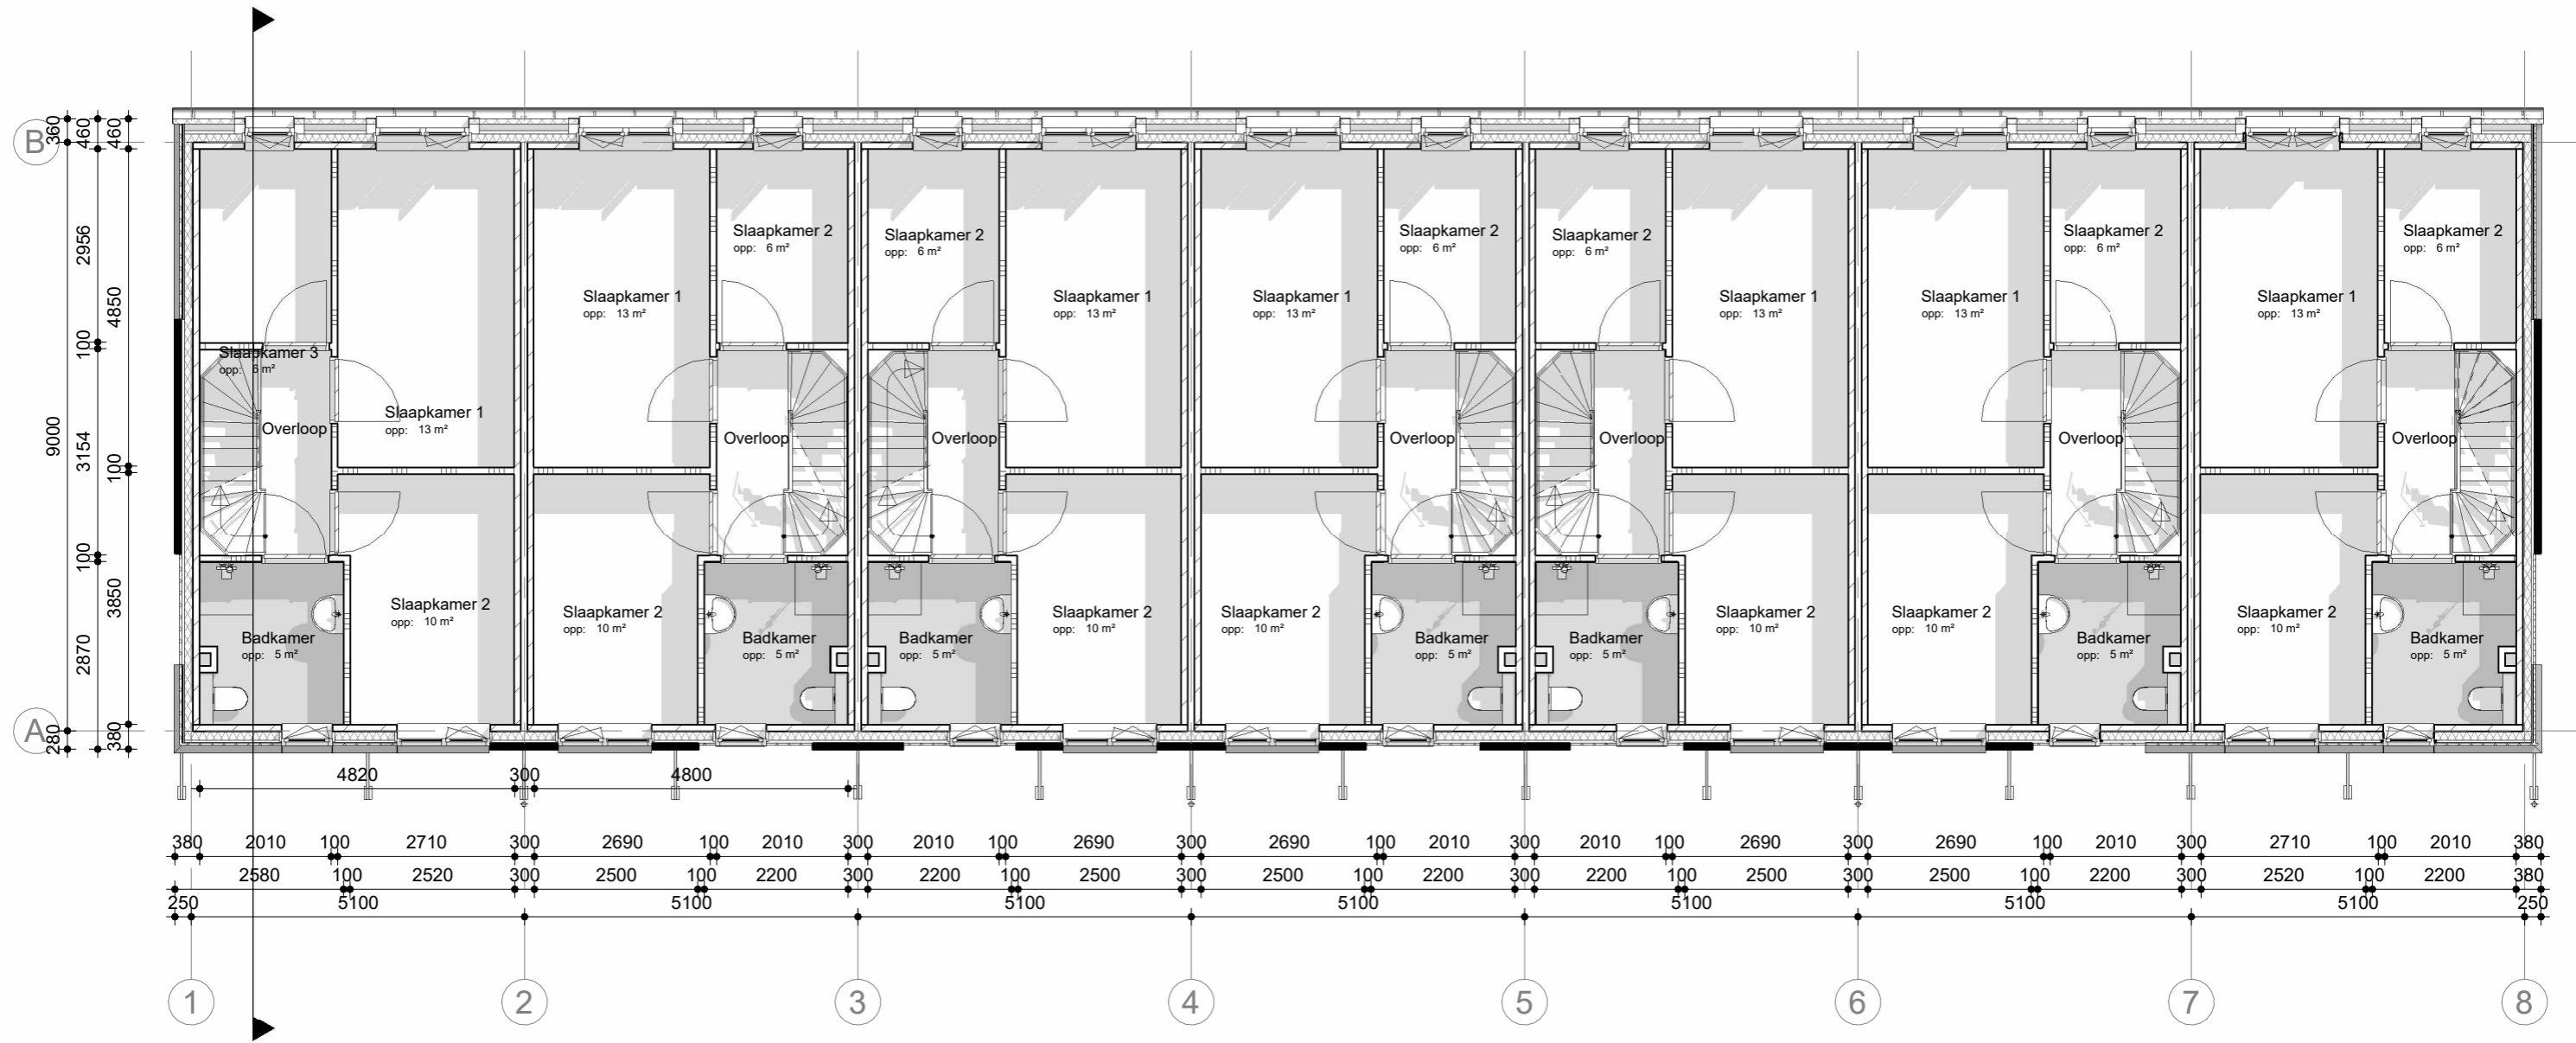 B
360
460
460
2956
4850
100
9000
3154
100
100
3850
2870
A
280
380
Slaapkamer 2
opp: 6 m²
Slaapkamer 2
opp: 6 m²
Slaapkamer 2
opp: 6 m²
Slaapkamer 2
opp: 6 m²
Slaapkamer 2
opp: 6 m²
Slaapkamer 2
opp: 6 m²
Slaapkamer 1
opp: 13 m²
Slaapkamer 1
opp: 13 m²
Slaapkamer 1
opp: 13 m²
Slaapkamer 1
opp: 13 m²
Slaapkamer 1
opp: 13 m²
Slaapkamer 1
opp: 13 m²
Slaapkamer 3
opp: 6 m²
Slaapkamer 1
opp: 13 m²
Overloop
Overloop
Overloop
Overloop
Overloop
Overloop
Overloop
Slaapkamer 2
opp: 10 m²
Slaapkamer 2
opp: 10 m²
Slaapkamer 2
opp: 10 m²
Slaapkamer 2
opp: 10 m²
Slaapkamer 2
opp: 10 m²
Slaapkamer 2
opp: 10 m²
Slaapkamer 2
opp: 10 m²
Badkamer
opp: 5 m²
Badkamer
opp: 5 m²
Badkamer
opp: 5 m²
Badkamer
opp: 5 m²
Badkamer
opp: 5 m²
Badkamer
opp: 5 m²
Badkamer
opp: 5 m²
4820 300 4800
380 2010 100 2710 300 2690 100 2010 300 2010 100 2690 300 2690 100 2010 300 2010 100 2690 300 2690 100 2010 300 2710 100 2010 380
2580 100 2520 300 2500 100 2200 300 2200 100 2500 300 2500 100 2200 300 2200 100 2500 300 2500 100 2200 300 2520 100 2200 380
250 5100 5100 5100 5100 5100 5100 5100 250
1 2 3 4 5 6 7 8